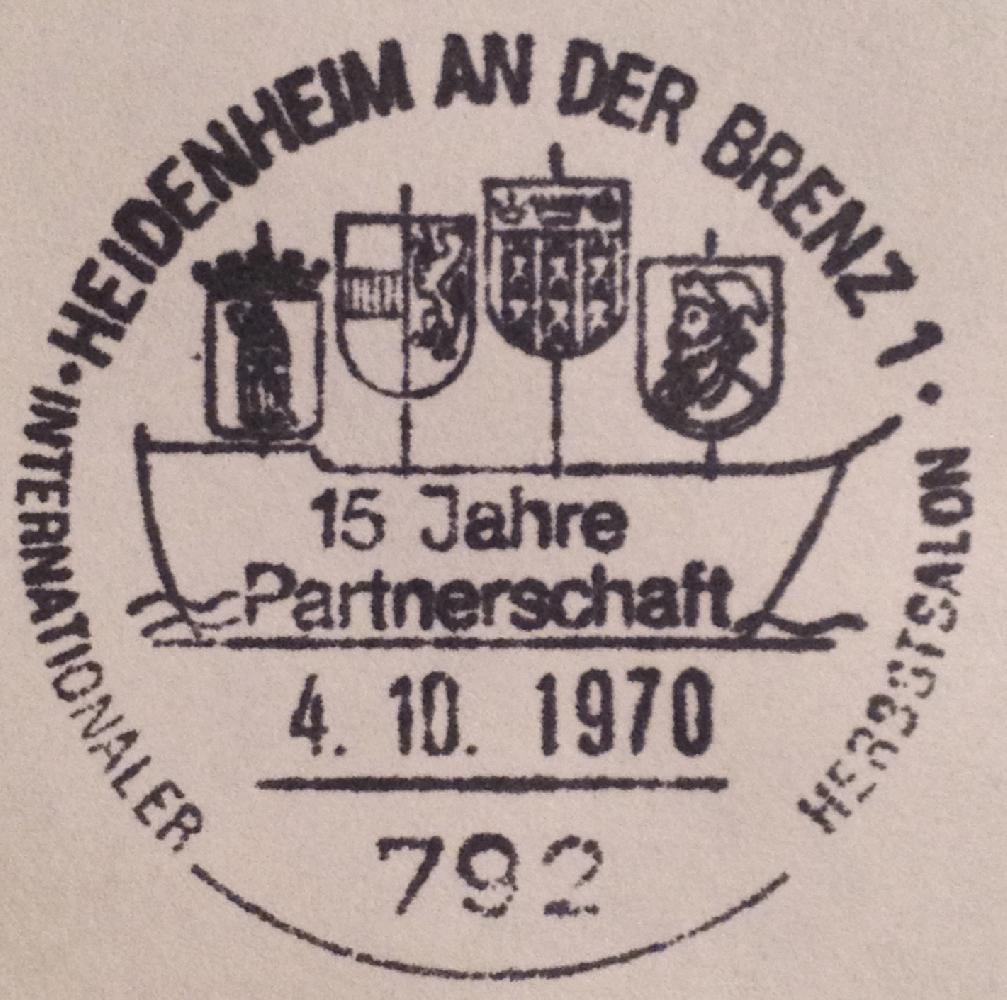 HEIDENHEIM AN DER BRENZ 1 •
INTERNATIONALER HERBSTSALON •
15 Jahre
Partnerschaft
4. 10. 1970
792